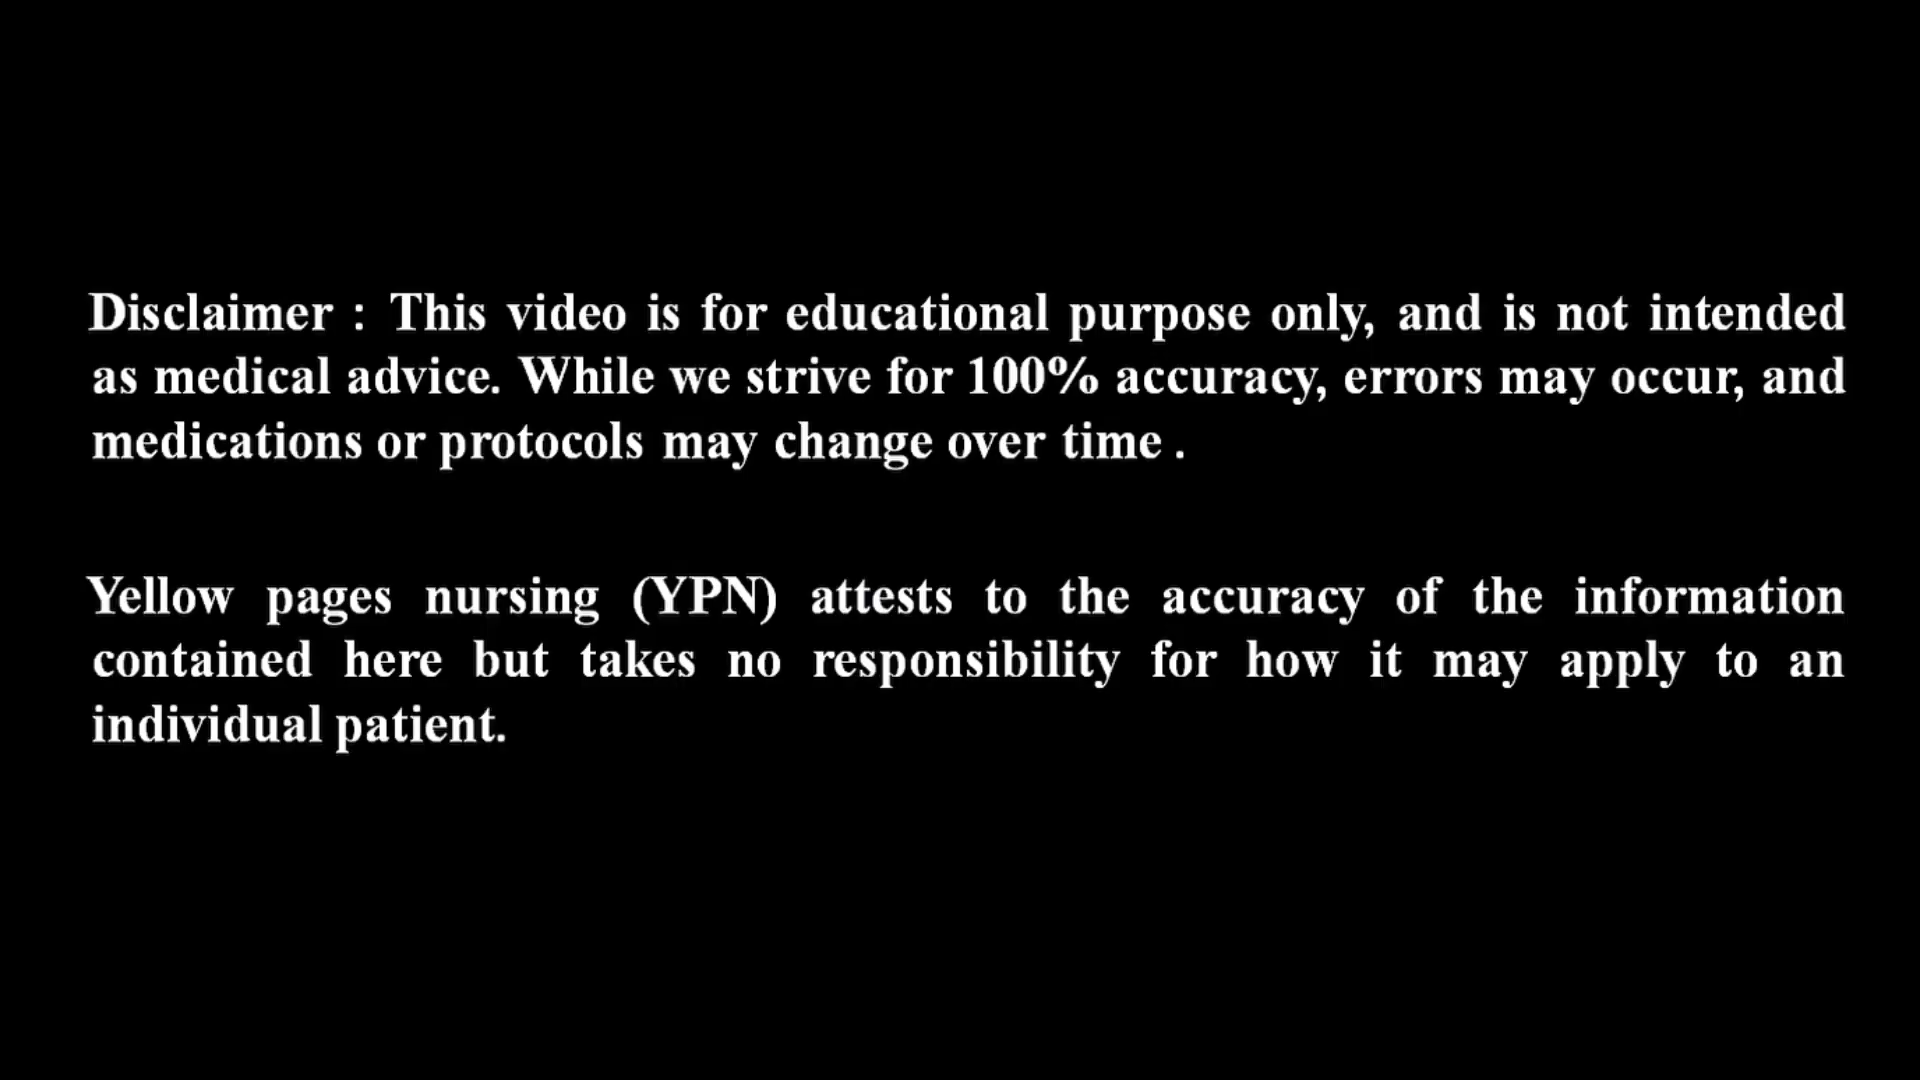 Disclaimer : This video is for educational purpose only, and is not intended
as medical advice. While we strive for 100% accuracy, errors may occur, and
medications or protocols may change over time .
Yellow pages nursing (YPN) attests to the accuracy of the information
contained here but takes no responsibility for how it may apply to an
individual patient.